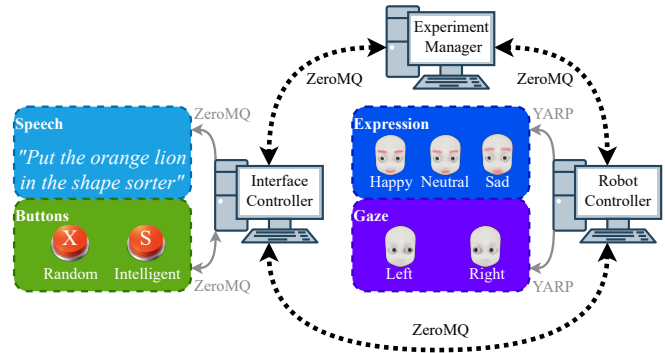 Experiment
Manager
ZeroMQ
ZeroMQ
Speech
ZeroMQ
"Put the orange lion
in the shape sorter"
Interface
Controller
Buttons
X
S
Random
Intelligent
ZeroMQ
Expression
YARP
Happy
Neutral
Sad
Robot
Controller
Gaze
Left
Right
YARP
ZeroMQ